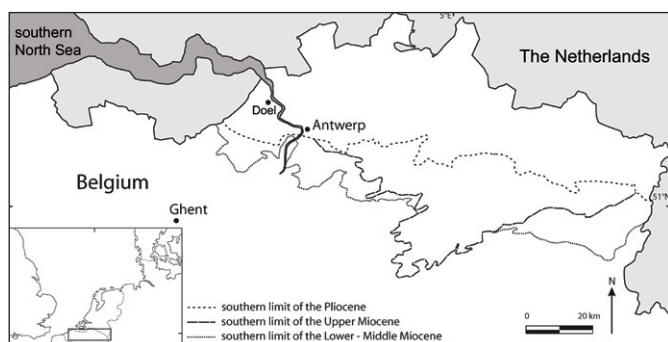 5°E
southern
North Sea
The Netherlands
Doel
Antwerp
Belgium
51°N
Ghent
N
southern limit of the Pliocene
southern limit of the Upper Miocene
southern limit of the Lower - Middle Miocene
0 20 km